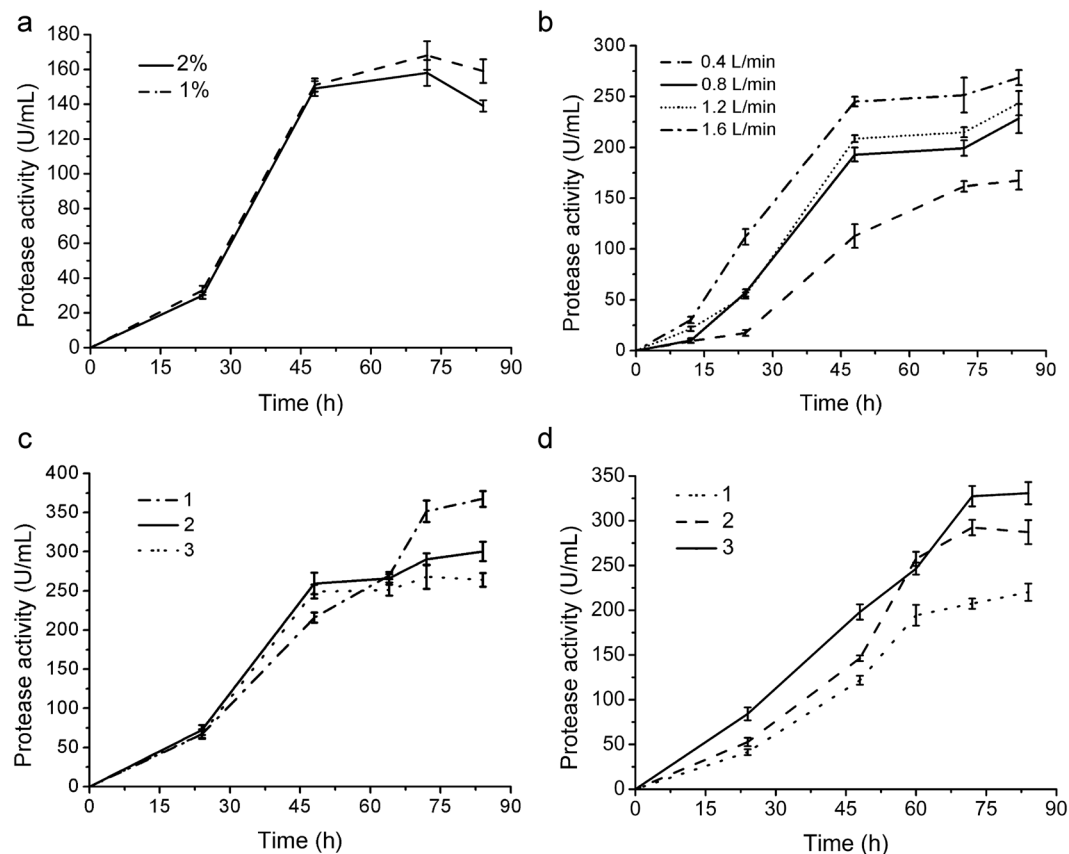 a
Protease activity (U/mL)
180
160
140
120
100
80
60
40
20
0
2%
1%
0 15 30 45 60 75 90
Time (h)
b
Protease activity (U/mL)
300
250
200
150
100
50
0
0.4 L/min
0.8 L/min
1.2 L/min
1.6 L/min
0 15 30 45 60 75 90
Time (h)
c
Protease activity (U/mL)
400
350
300
250
200
150
100
50
0
1
2
3
0 15 30 45 60 75 90
Time (h)
d
Protease activity (U/mL)
350
300
250
200
150
100
50
0
1
2
3
0 15 30 45 60 75 90
Time (h)